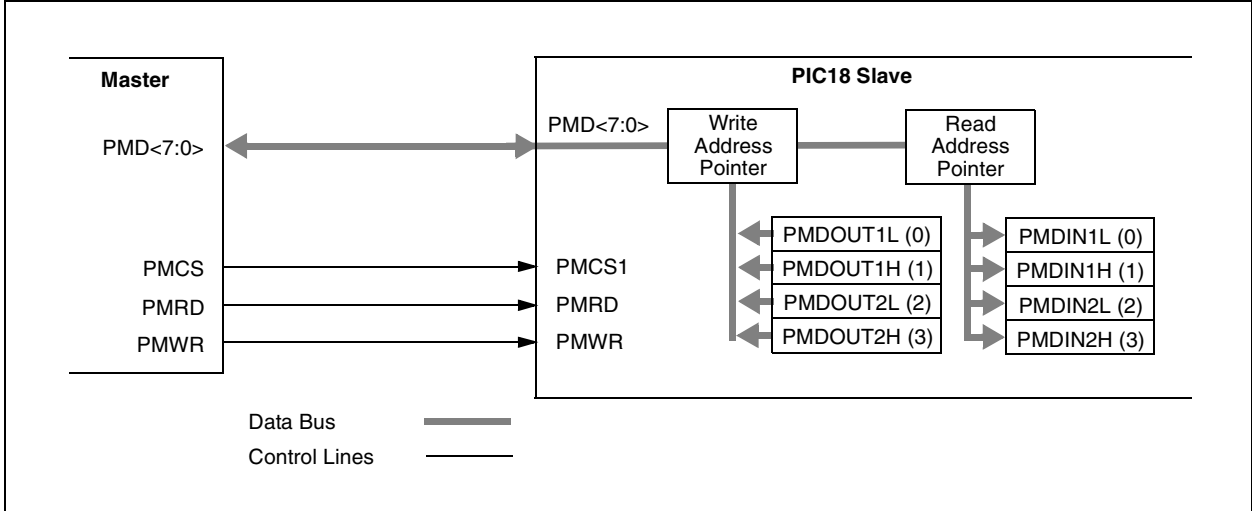 Master
PIC18 Slave
PMD<7:0>
PMD<7:0>
Write
Address
Pointer
Read
Address
Pointer
PMDOUT1L (0)
PMDOUT1H (1)
PMDOUT2L (2)
PMDOUT2H (3)
PMDIN1L (0)
PMDIN1H (1)
PMDIN2L (2)
PMDIN2H (3)
PMCS
PMCS1
PMRD
PMRD
PMWR
PMWR
Data Bus
Control Lines